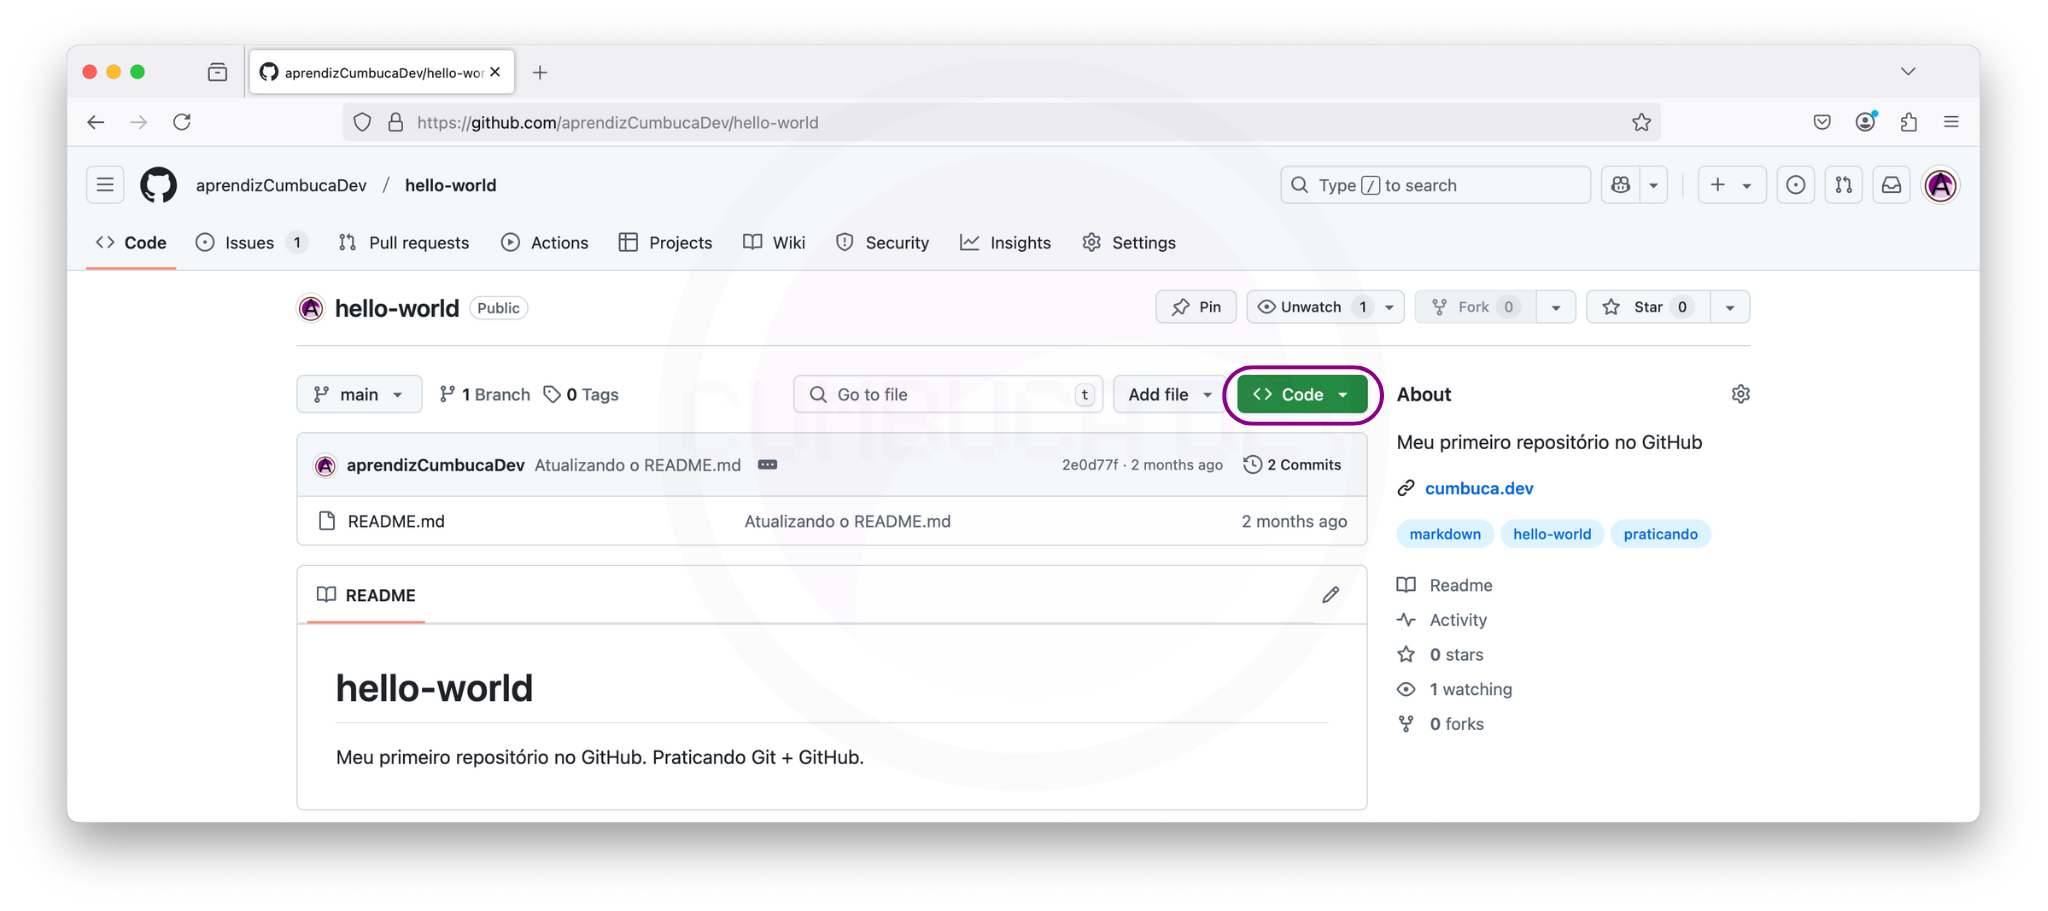 aprendizCumbucaDev/hello-wor
https://github.com/aprendizCumbucaDev/hello-world
aprendizCumbucaDev / hello-world
Type / to search
Code Issues 1 Pull requests Actions Projects Wiki Security Insights Settings
hello-world Public
Pin Unwatch 1 Fork 0 Star 0
main 1 Branch 0 Tags Go to file t Add file Code
aprendizCumbucaDev Atualizando o README.md 2e0d77f · 2 months ago 2 Commits
README.md Atualizando o README.md 2 months ago
README
hello-world
Meu primeiro repositório no GitHub. Praticando Git + GitHub.
About
Meu primeiro repositório no GitHub
cumbuca.dev
markdown hello-world praticando
Readme
Activity
0 stars
1 watching
0 forks
CUMBUCA DEV